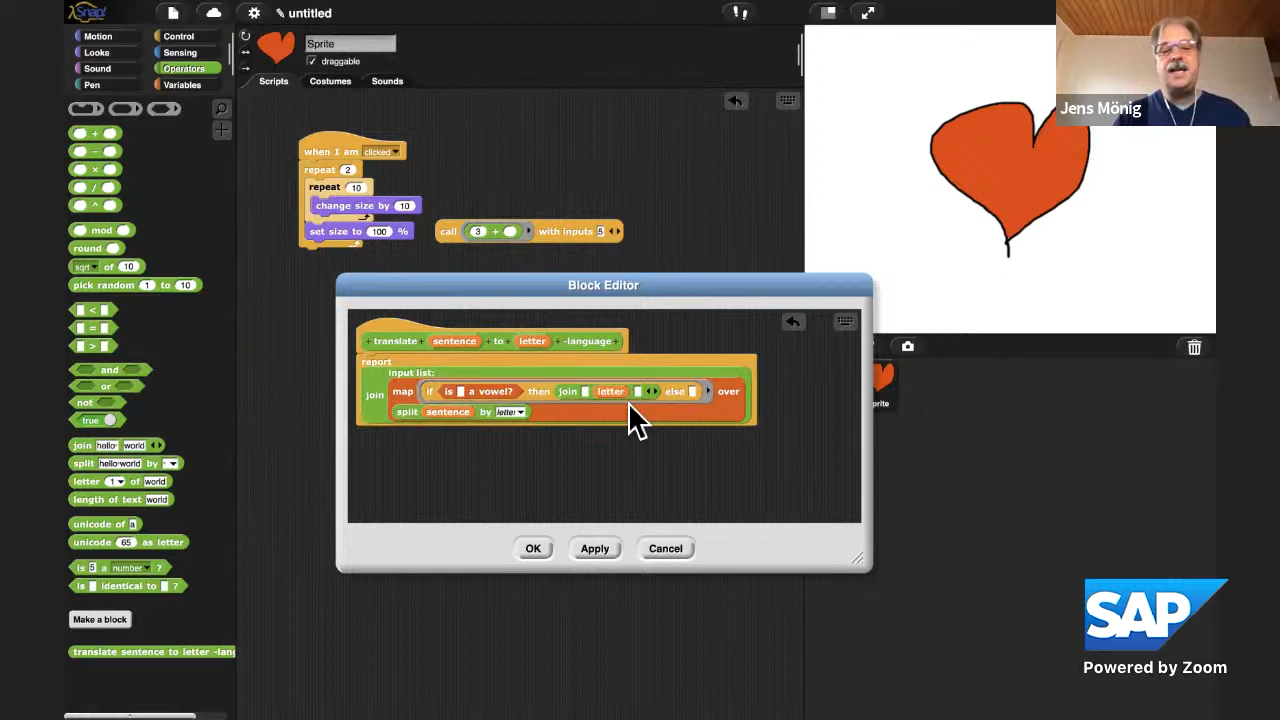 Snap!
untitled
Motion
Control
Looks
Sensing
Sound
Operators
Pen
Variables
Sprite
draggable
Scripts
Costumes
Sounds
+
−
×
/
^
mod
round
sqrt of 10
pick random 1 to 10
<
=
>
and
or
not
true
join hello world
split hello world by
letter 1 of world
length of text world
unicode of a
unicode 65 as letter
is 5 a number ?
is identical to ?
Make a block
translate sentence to letter -lang
when I am clicked
repeat 2
repeat 10
change size by 10
set size to 100 %
call 3 + with inputs 5
Block Editor
+ translate + sentence + to + letter + -language +
report
input list:
join
map if is a vowel? then join letter else over
split sentence by letter
OK
Apply
Cancel
prite
Jens Mönig
SAP
Powered by Zoom